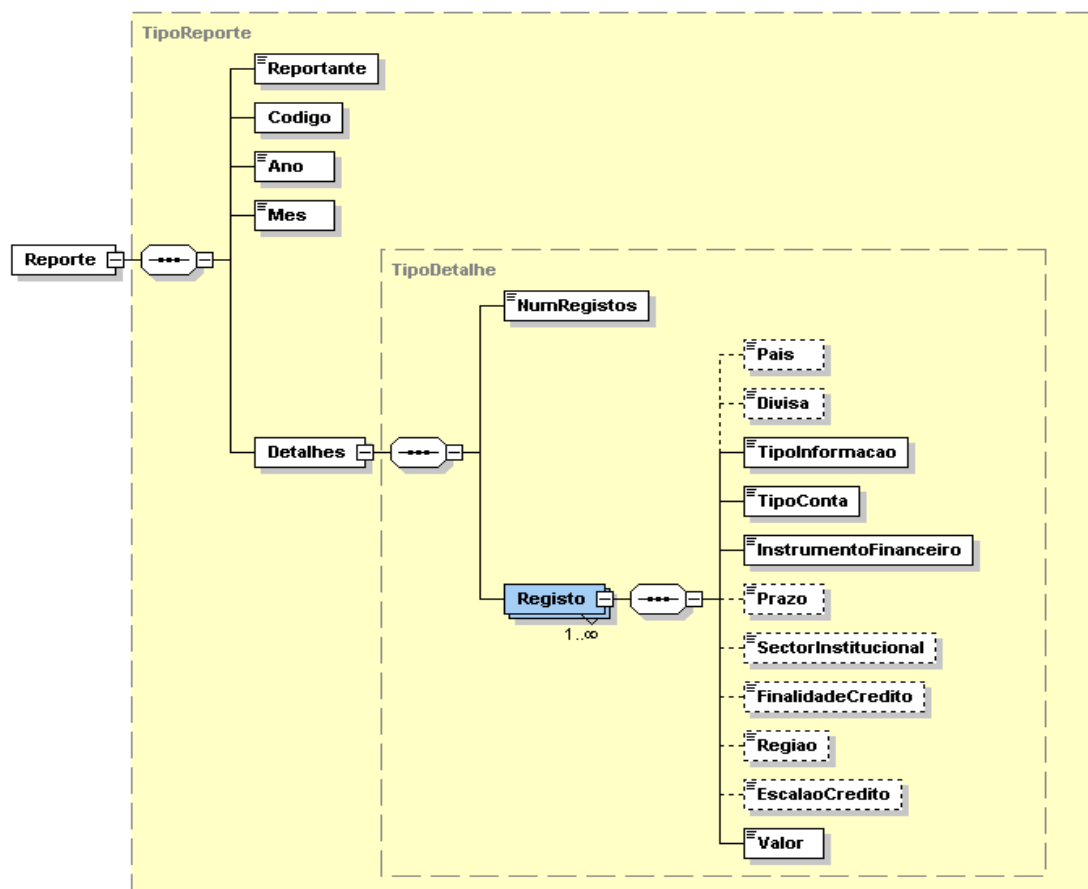 TipoReporte
Reportante
Codigo
Ano
Mes
Reporte
TipoDetalhe
NumRegistos
Pais
Divisa
Detalhes
TipoInformacao
TipoConta
InstrumentoFinanceiro
Registo
1..∞
Prazo
SectorInstitucional
FinalidadeCredito
Regiao
EscalaoCredito
Valor